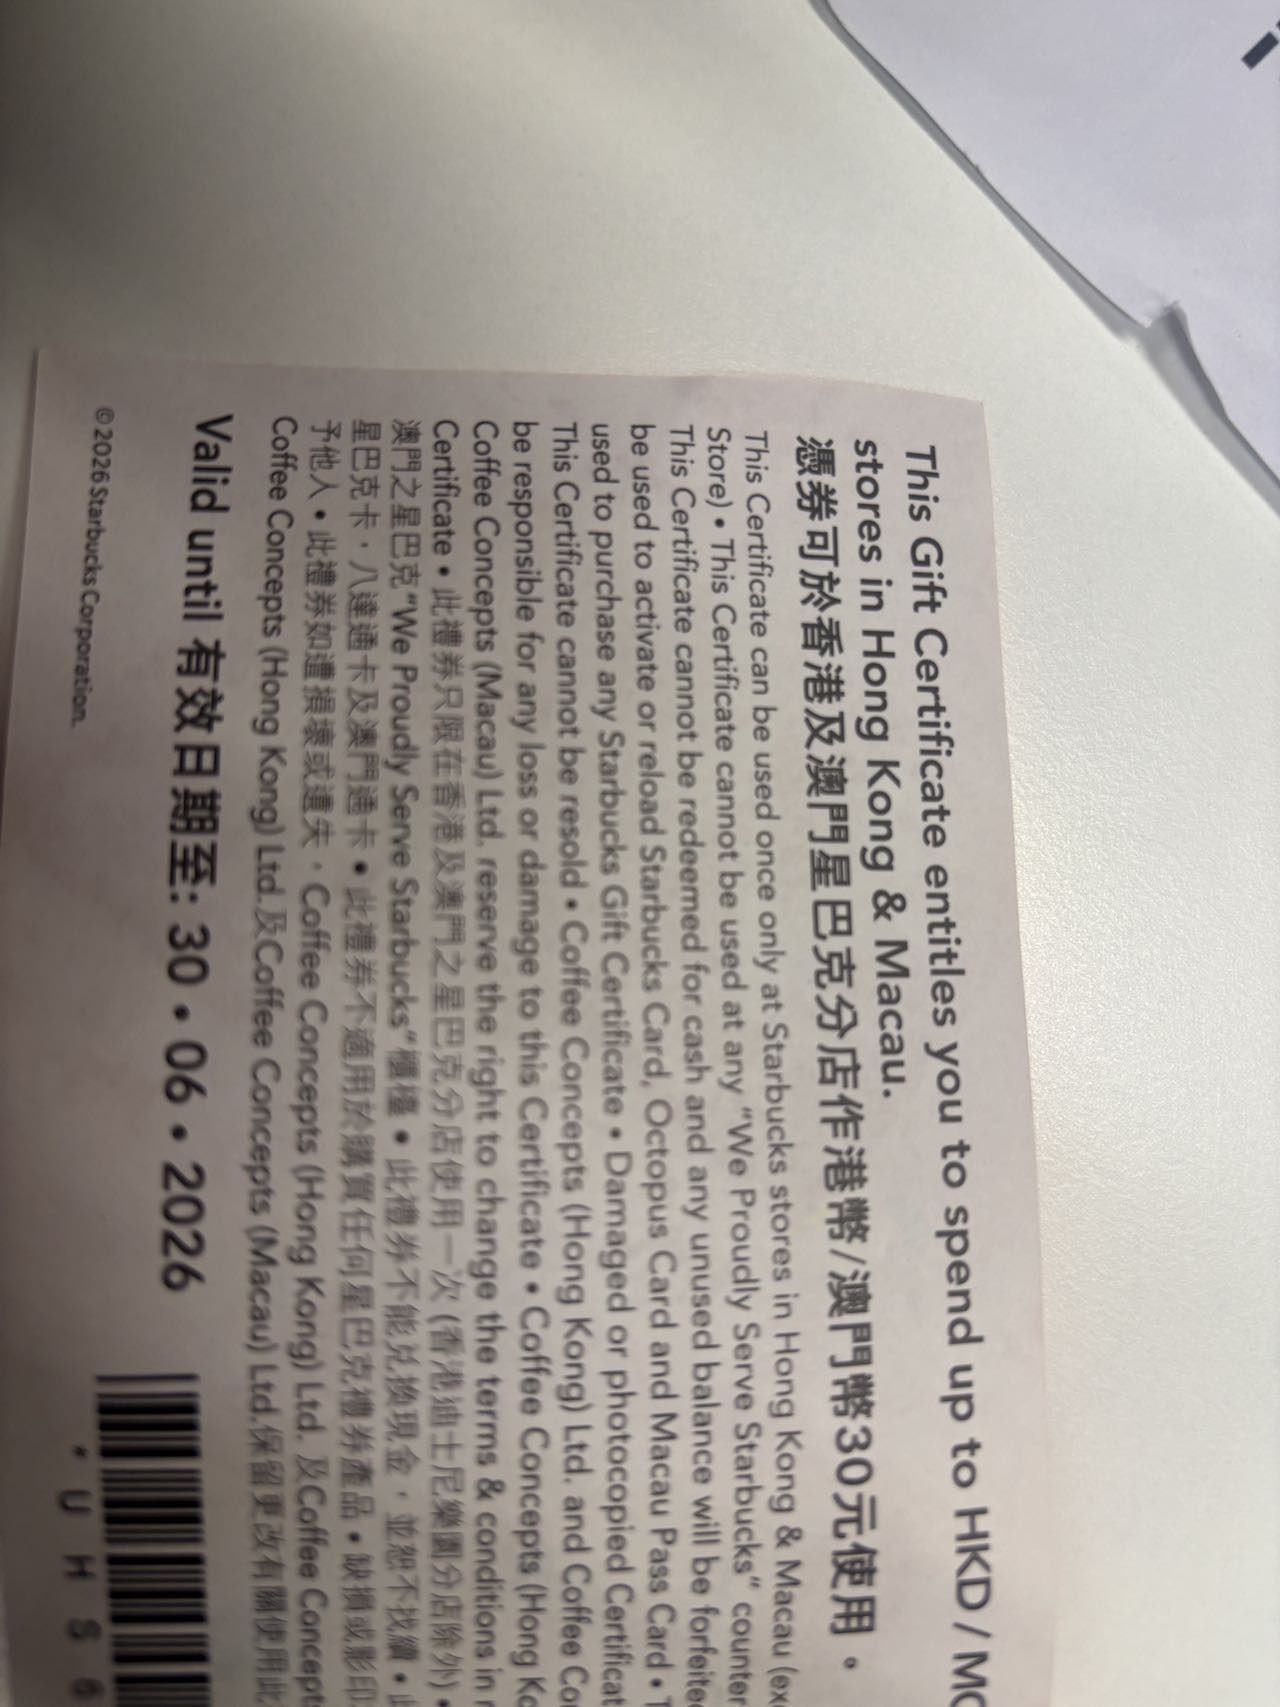 This Gift Certificate entitles you to spend up to HKD / MO
stores in Hong Kong & Macau.
憑券可於香港及澳門星巴克分店作港幣/澳門幣30元使用。
This Certificate can be used once only at Starbucks stores in Hong Kong & Macau (ex
Store) • This Certificate cannot be used at any "We Proudly Serve Starbucks" counter
This Certificate cannot be redeemed for cash and any unused balance will be forfeite
be used to activate or reload Starbucks Card, Octopus Card and Macau Pass Card • T
used to purchase any Starbucks Gift Certificate • Damaged or photocopied Certificat
This Certificate cannot be resold • Coffee Concepts (Hong Kong) Ltd. and Coffee Co
be responsible for any loss or damage to this Certificate • Coffee Concepts (Hong Ko
Coffee Concepts (Macau) Ltd. reserve the right to change the terms & conditions in r
Certificate • 此禮券只限在香港及澳門之星巴克分店使用一次 (香港迪士尼樂園分店除外) •
澳門之星巴克"We Proudly Serve Starbucks"櫃檯 • 此禮券不能兌換現金，並恕不找續 •
星巴克卡，八達通卡及澳門通卡 • 此禮券不適用於購買任何星巴克禮券產品 • 缺損或影印
予他人 • 此禮券如遭損壞或遺失，Coffee Concepts (Hong Kong) Ltd. 及Coffee Concept
Coffee Concepts (Hong Kong) Ltd.及Coffee Concepts (Macau) Ltd.保留更改有關使用此
Valid until 有效日期至: 30 • 06 • 2026
* U H S 6
© 2026 Starbucks Corporation.